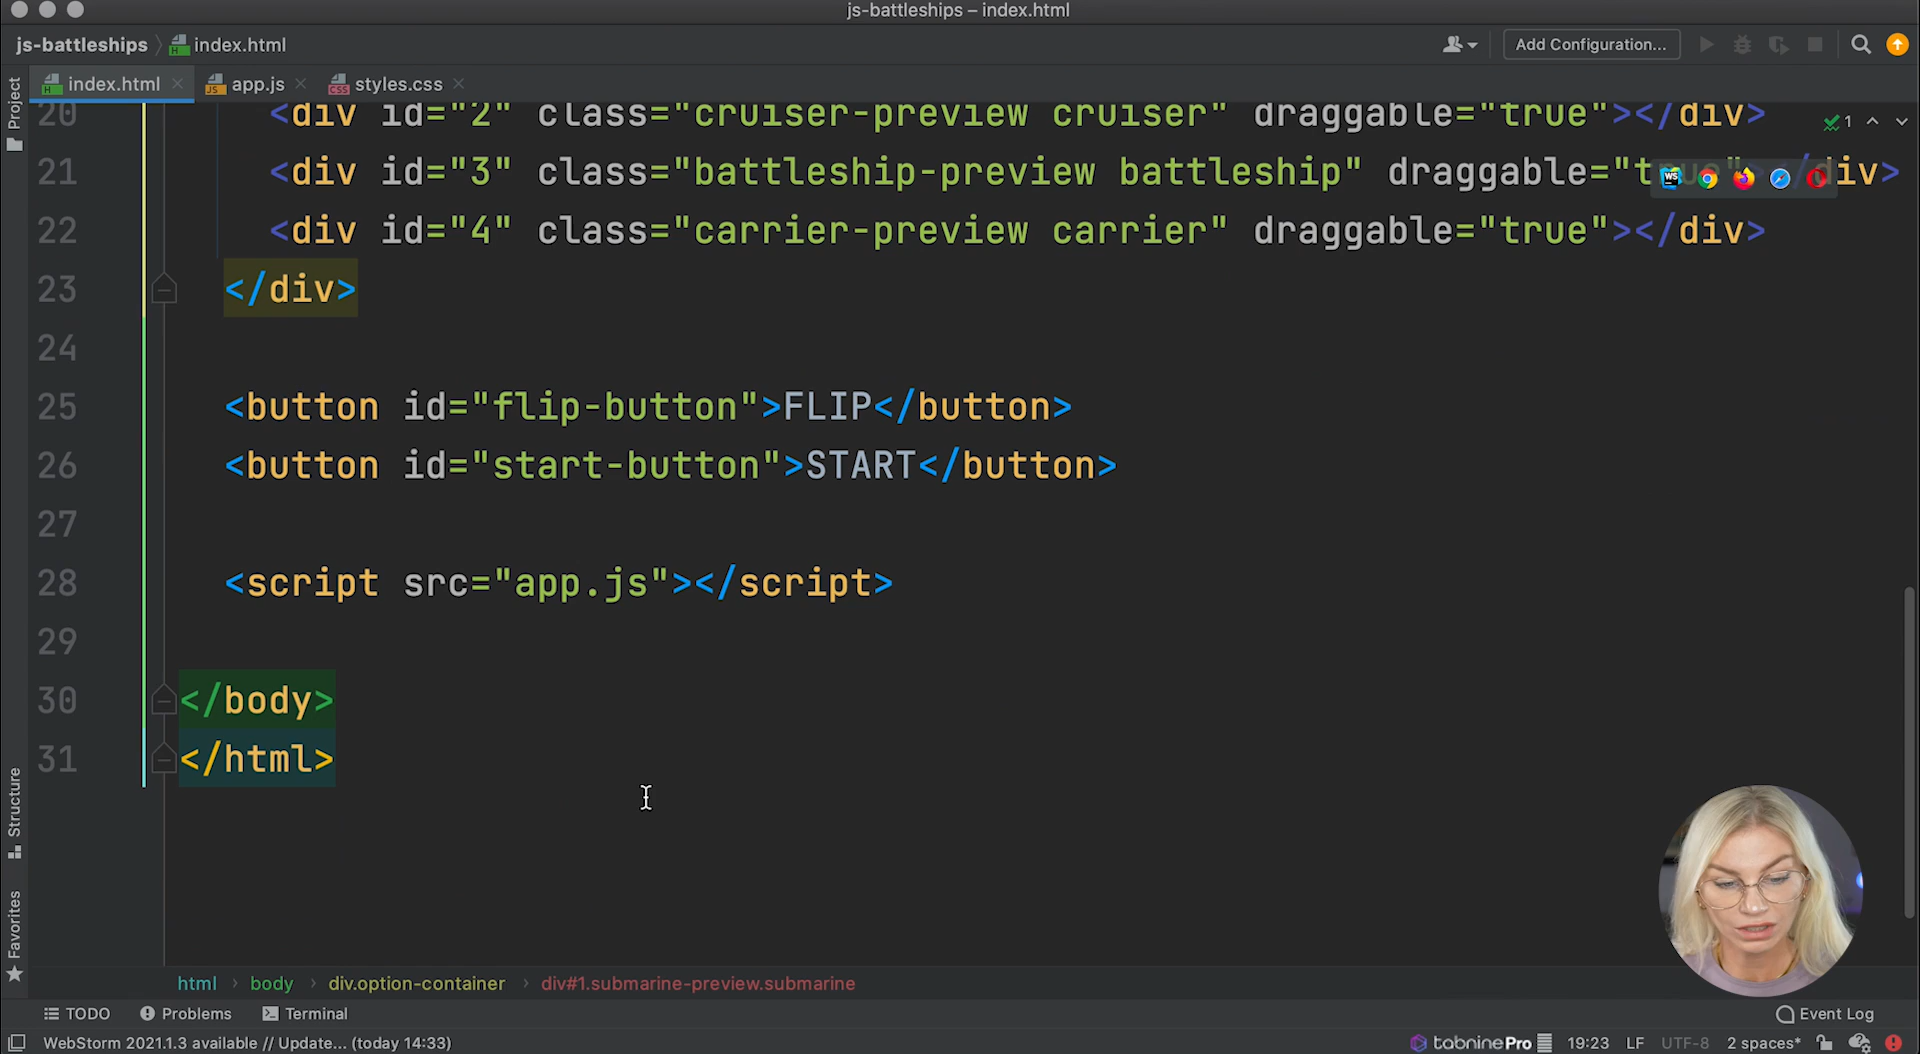 js-battleships – index.html
js-battleships
index.html
Add Configuration...
Project
index.html
app.js
styles.css
20 <div id="2" class="cruiser-preview cruiser" draggable="true"></div>
1
21 <div id="3" class="battleship-preview battleship" draggable="true"></div>
WS
22 <div id="4" class="carrier-preview carrier" draggable="true"></div>
23 </div>
24
25 <button id="flip-button">FLIP</button>
26 <button id="start-button">START</button>
27
28 <script src="app.js"></script>
29
30 </body>
31 </html>
Structure
Favorites
html › body › div.option-container › div#1.submarine-preview.submarine
TODO
Problems
Terminal
Event Log
WebStorm 2021.1.3 available // Update... (today 14:33)
tabnine Pro
19:23
LF
UTF-8
2 spaces*